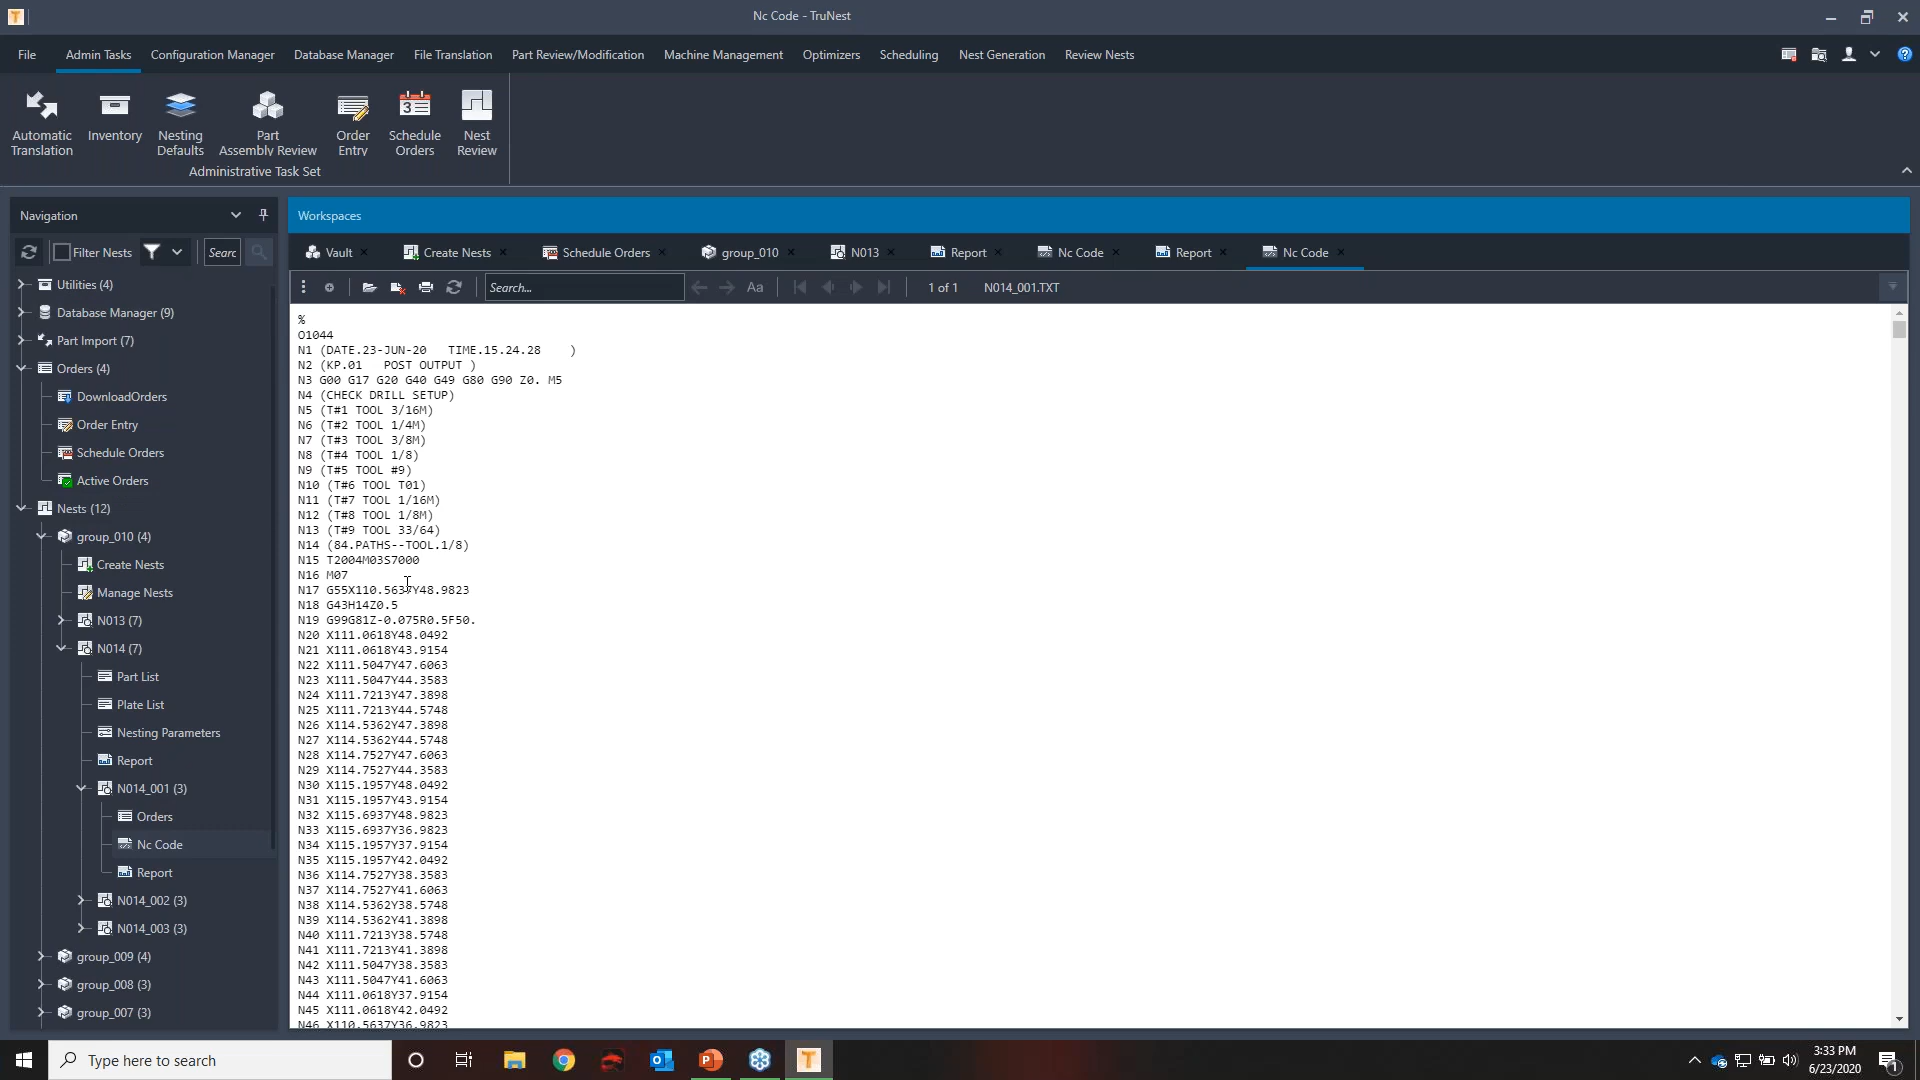 Nc Code - TruNest
File Admin Tasks Configuration Manager Database Manager File Translation Part Review/Modification Machine Management Optimizers Scheduling Nest Generation Review Nests
Automatic Translation
Inventory
Nesting Defaults
Part Assembly Review
Order Entry
3
Schedule Orders
Nest Review
Administrative Task Set
Navigation
Filter Nests
Searc
Utilities (4)
Database Manager (9)
Part Import (7)
Orders (4)
DownloadOrders
Order Entry
Schedule Orders
Active Orders
Nests (12)
group_010 (4)
Create Nests
Manage Nests
N013 (7)
N014 (7)
Part List
Plate List
Nesting Parameters
Report
N014_001 (3)
Orders
Nc Code
Report
N014_002 (3)
N014_003 (3)
group_009 (4)
group_008 (3)
group_007 (3)
Workspaces
Vault × Create Nests × Schedule Orders × group_010 × N013 × Report × Nc Code × Report × Nc Code ×
Search... Aa 1 of 1 N014_001.TXT
%
O1044
N1 (DATE.23-JUN-20 TIME.15.24.28 )
N2 (KP.01 POST OUTPUT )
N3 G00 G17 G20 G40 G49 G80 G90 Z0. M5
N4 (CHECK DRILL SETUP)
N5 (T#1 TOOL 3/16M)
N6 (T#2 TOOL 1/4M)
N7 (T#3 TOOL 3/8M)
N8 (T#4 TOOL 1/8)
N9 (T#5 TOOL #9)
N10 (T#6 TOOL T01)
N11 (T#7 TOOL 1/16M)
N12 (T#8 TOOL 1/8M)
N13 (T#9 TOOL 33/64)
N14 (84.PATHS--TOOL.1/8)
N15 T2004M03S7000
N16 M07
N17 G55X110.5637Y48.9823
N18 G43H14Z0.5
N19 G99G81Z-0.075R0.5F50.
N20 X111.0618Y48.0492
N21 X111.0618Y43.9154
N22 X111.5047Y47.6063
N23 X111.5047Y44.3583
N24 X111.7213Y47.3898
N25 X111.7213Y44.5748
N26 X114.5362Y47.3898
N27 X114.5362Y44.5748
N28 X114.7527Y47.6063
N29 X114.7527Y44.3583
N30 X115.1957Y48.0492
N31 X115.1957Y43.9154
N32 X115.6937Y48.9823
N33 X115.6937Y36.9823
N34 X115.1957Y37.9154
N35 X115.1957Y42.0492
N36 X114.7527Y38.3583
N37 X114.7527Y41.6063
N38 X114.5362Y38.5748
N39 X114.5362Y41.3898
N40 X111.7213Y38.5748
N41 X111.7213Y41.3898
N42 X111.5047Y38.3583
N43 X111.5047Y41.6063
N44 X111.0618Y37.9154
N45 X111.0618Y42.0492
N46 X110.5637Y36.9823
Type here to search
3:33 PM
6/23/2020
1